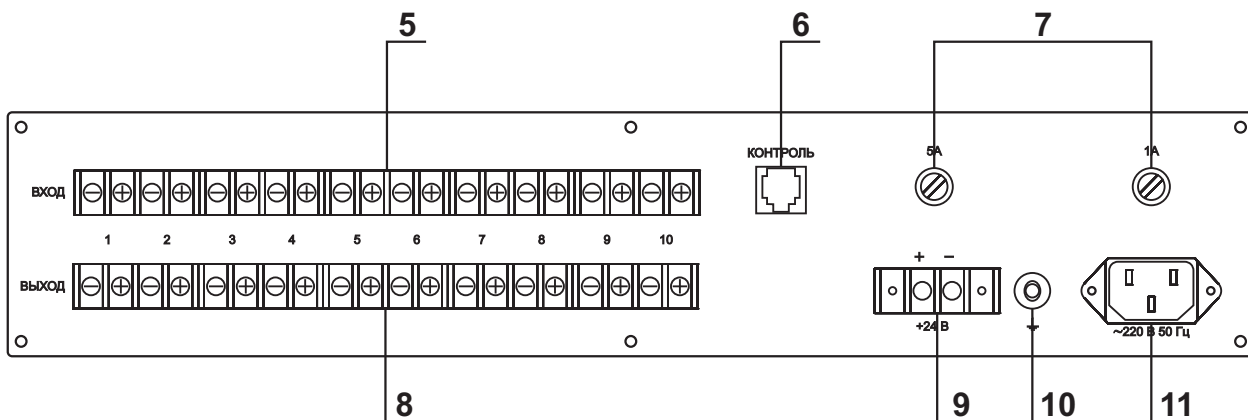 5 6 7
КОНТРОЛЬ 5А 1А
ВХОД
1 2 3 4 5 6 7 8 9 10
+ −
ВЫХОД
+24 В ~220 В 50 Гц
8 9 10 11